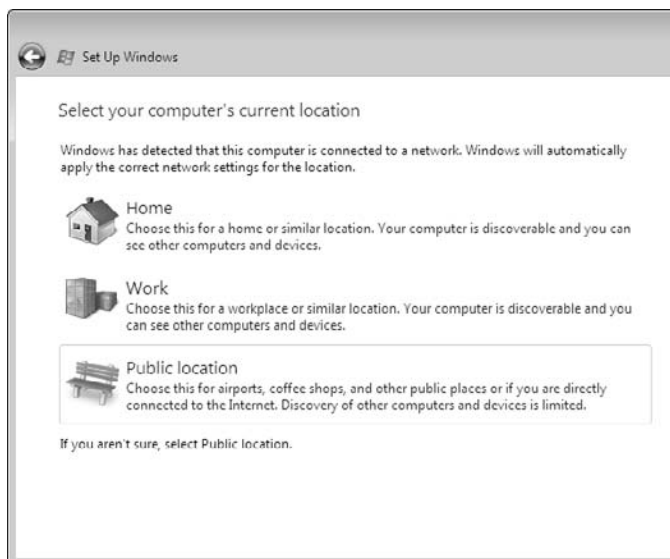 Set Up Windows
Select your computer's current location
Windows has detected that this computer is connected to a network. Windows will automatically
apply the correct network settings for the location.
Home
Choose this for a home or similar location. Your computer is discoverable and you can
see other computers and devices.
Work
Choose this for a workplace or similar location. Your computer is discoverable and you
can see other computers and devices.
Public location
Choose this for airports, coffee shops, and other public places or if you are directly
connected to the Internet. Discovery of other computers and devices is limited.
If you aren't sure, select Public location.